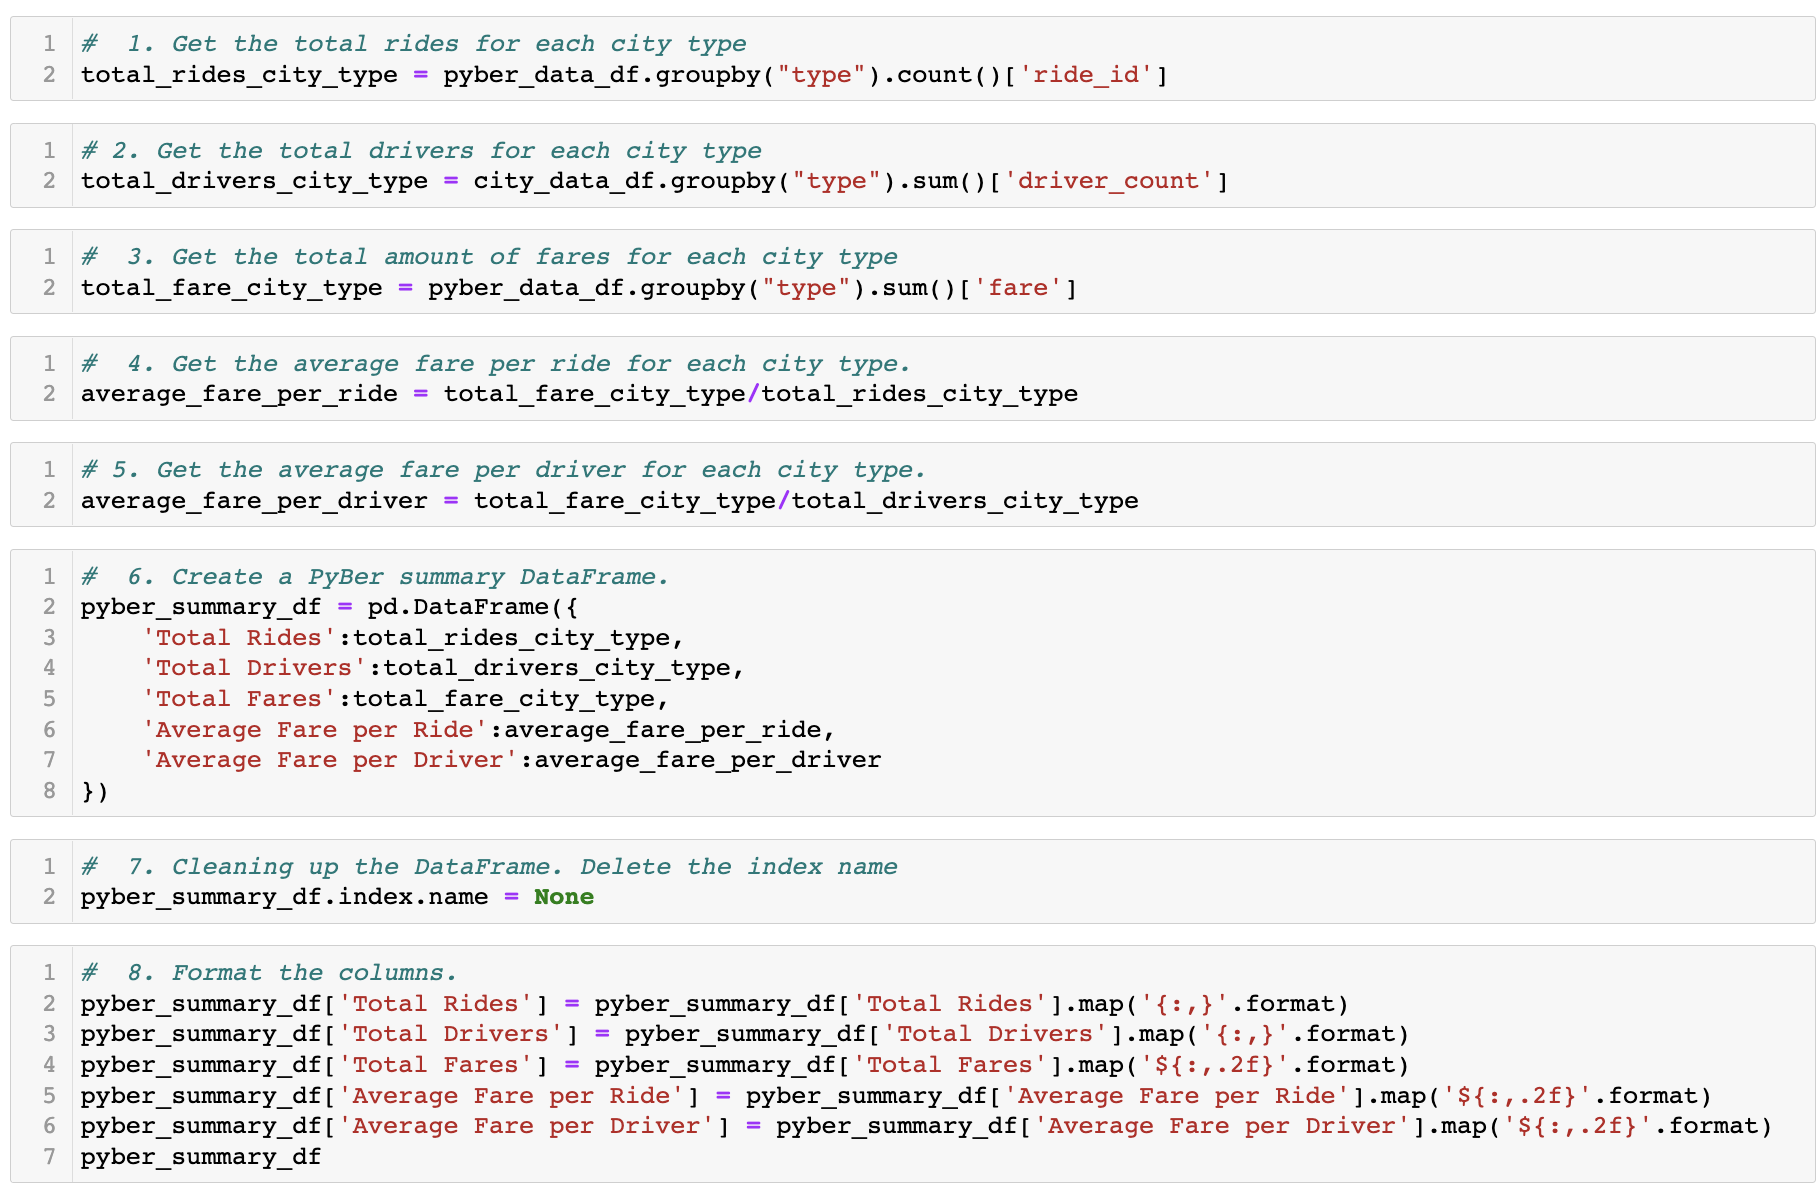 1 #  1. Get the total rides for each city type
2 total_rides_city_type = pyber_data_df.groupby("type").count()['ride_id']
1 # 2. Get the total drivers for each city type
2 total_drivers_city_type = city_data_df.groupby("type").sum()['driver_count']
1 #  3. Get the total amount of fares for each city type
2 total_fare_city_type = pyber_data_df.groupby("type").sum()['fare']
1 #  4. Get the average fare per ride for each city type.
2 average_fare_per_ride = total_fare_city_type/total_rides_city_type
1 # 5. Get the average fare per driver for each city type.
2 average_fare_per_driver = total_fare_city_type/total_drivers_city_type
1 #  6. Create a PyBer summary DataFrame.
2 pyber_summary_df = pd.DataFrame({
3     'Total Rides':total_rides_city_type,
4     'Total Drivers':total_drivers_city_type,
5     'Total Fares':total_fare_city_type,
6     'Average Fare per Ride':average_fare_per_ride,
7     'Average Fare per Driver':average_fare_per_driver
8 })
1 #  7. Cleaning up the DataFrame. Delete the index name
2 pyber_summary_df.index.name = None
1 #  8. Format the columns.
2 pyber_summary_df['Total Rides'] = pyber_summary_df['Total Rides'].map('{:,}'.format)
3 pyber_summary_df['Total Drivers'] = pyber_summary_df['Total Drivers'].map('{:,}'.format)
4 pyber_summary_df['Total Fares'] = pyber_summary_df['Total Fares'].map('${:,.2f}'.format)
5 pyber_summary_df['Average Fare per Ride'] = pyber_summary_df['Average Fare per Ride'].map('${:,.2f}'.format)
6 pyber_summary_df['Average Fare per Driver'] = pyber_summary_df['Average Fare per Driver'].map('${:,.2f}'.format)
7 pyber_summary_df